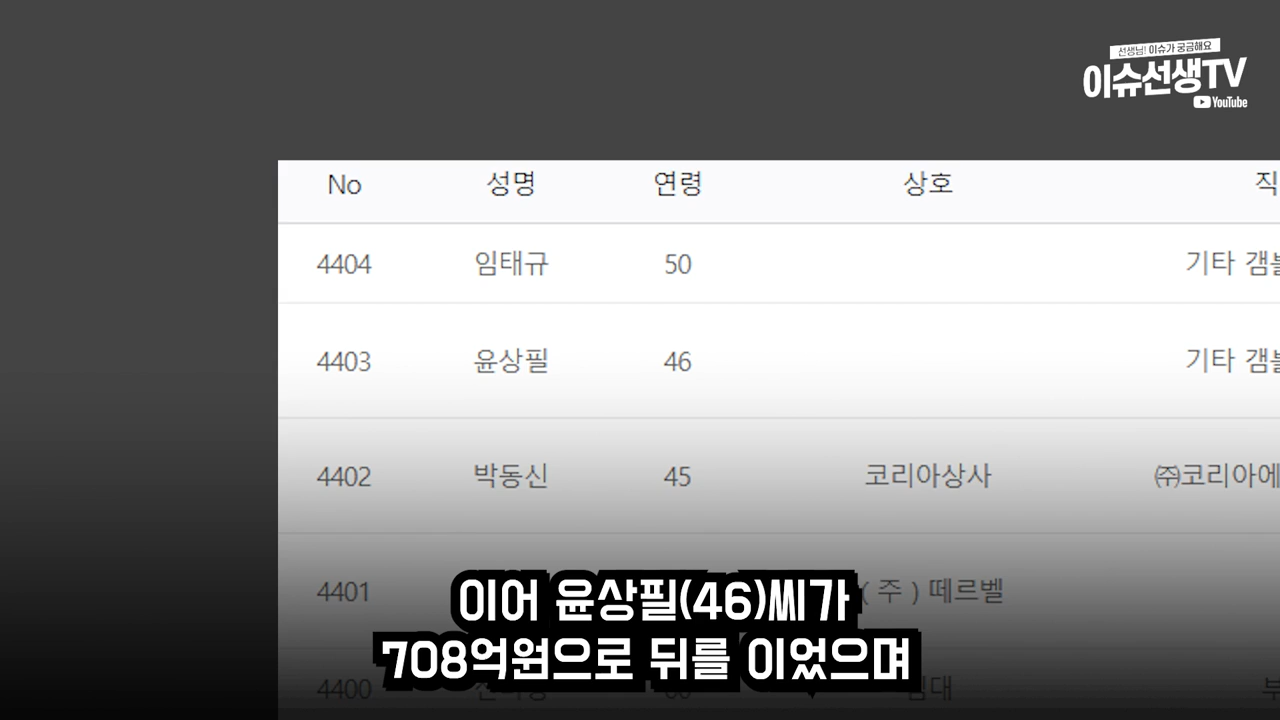 선생님! 이슈가 궁금해요
이슈선생TV
YouTube
No 성명 연령 상호 직
4404 임태규 50 기타 갬블
4403 윤상필 46 기타 갬블
4402 박동신 45 코리아상사 ㈜코리아에
4401 ( 주 ) 떼르벨
이어 윤상필(46)씨가
708억원으로 뒤를 이었으며
4400